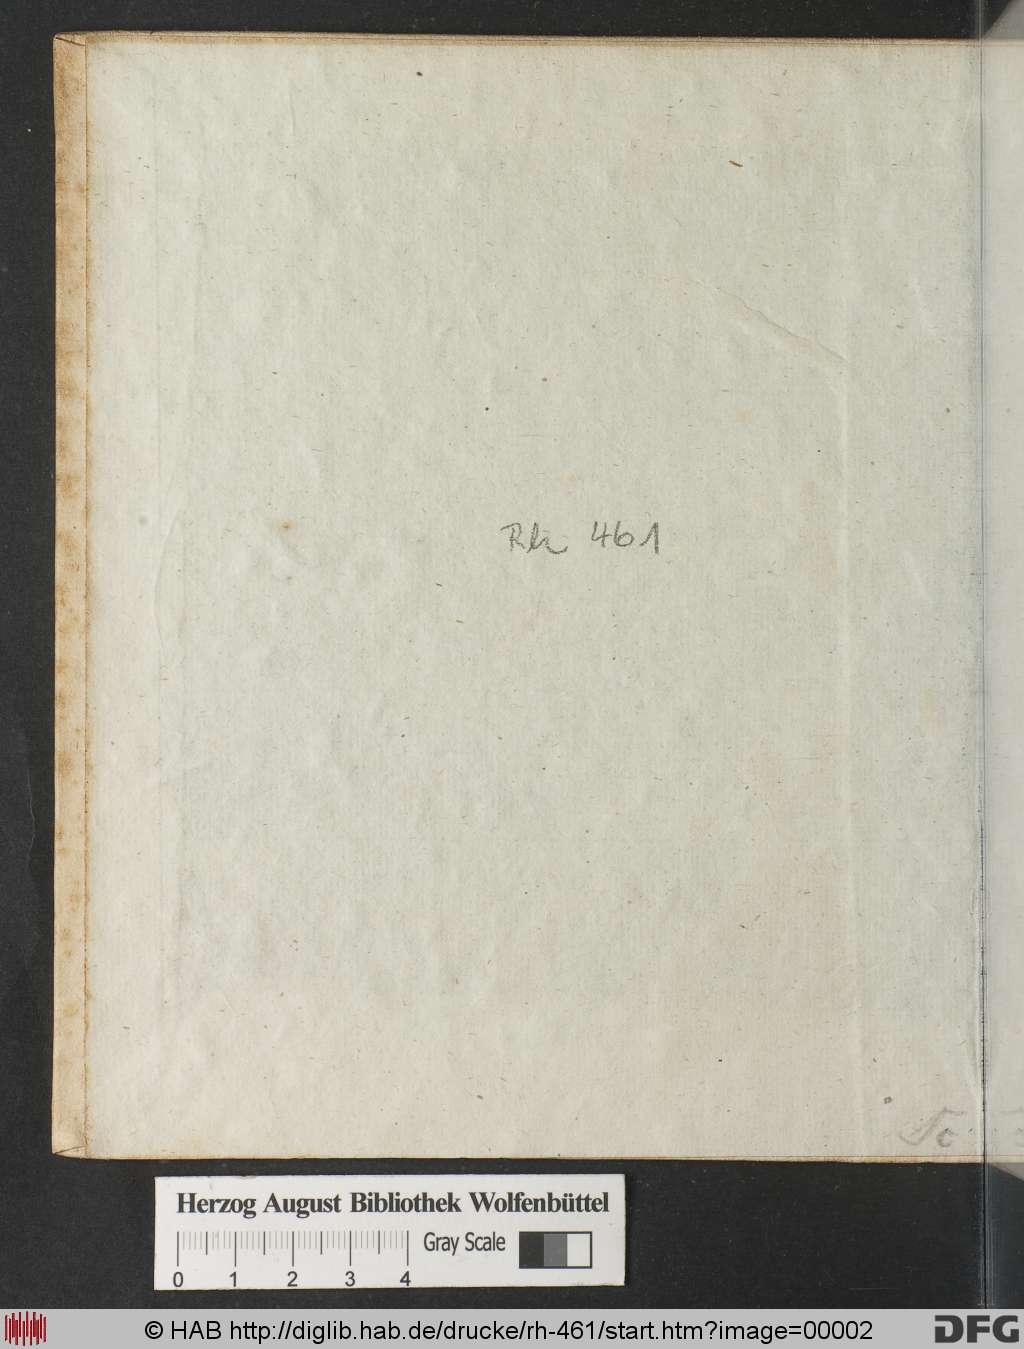 Rh 461
Herzog August Bibliothek Wolfenbüttel
Gray Scale
0 1 2 3 4
© HAB http://diglib.hab.de/drucke/rh-461/start.htm?image=00002
DFG